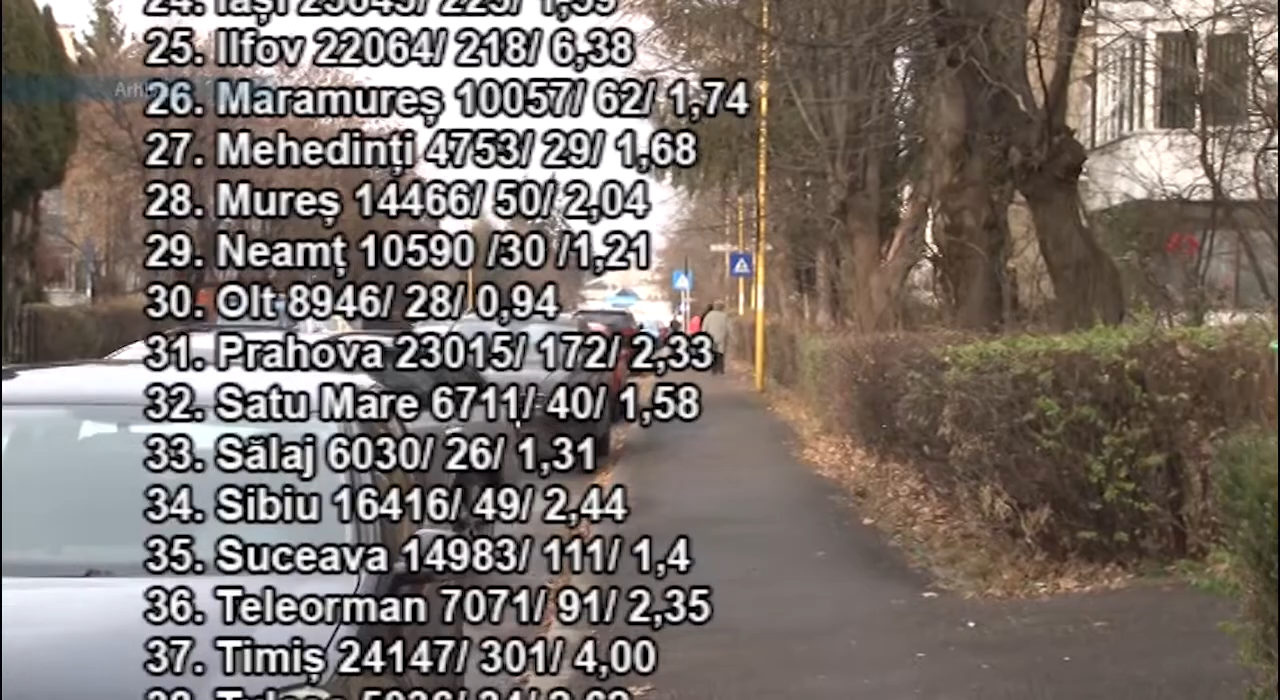 25. Ilfov 22064/ 218/ 6,38
26. Maramureș 10057/ 62/ 1,74
27. Mehedinți 4753/ 29/ 1,68
28. Mureș 14466/ 50/ 2,04
29. Neamț 10590 /30 /1,21
30. Olt 8946/ 28/ 0,94
31. Prahova 23015/ 172/ 2,33
32. Satu Mare 6711/ 40/ 1,58
33. Sălaj 6030/ 26/ 1,31
34. Sibiu 16416/ 49/ 2,44
35. Suceava 14983/ 111/ 1,4
36. Teleorman 7071/ 91/ 2,35
37. Timiș 24147/ 301/ 4,00